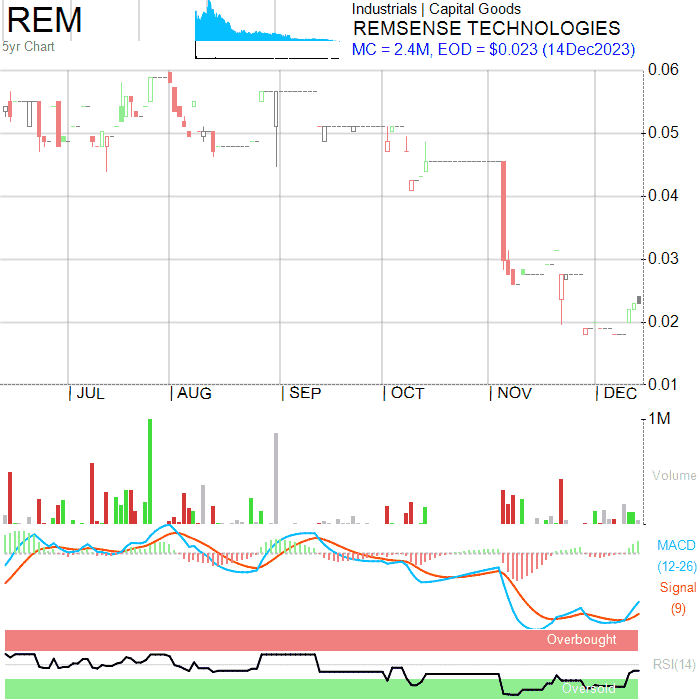 REM
5yr Chart
Industrials | Capital Goods
REMSENSE TECHNOLOGIES
MC = 2.4M, EOD = $0.023 (14Dec2023)
0.06
0.05
0.04
0.03
0.02
0.01
| JUL | AUG | SEP | OCT | NOV | DEC
1M
Volume
MACD
(12-26)
Signal
(9)
Overbought
RSI(14)
Oversold